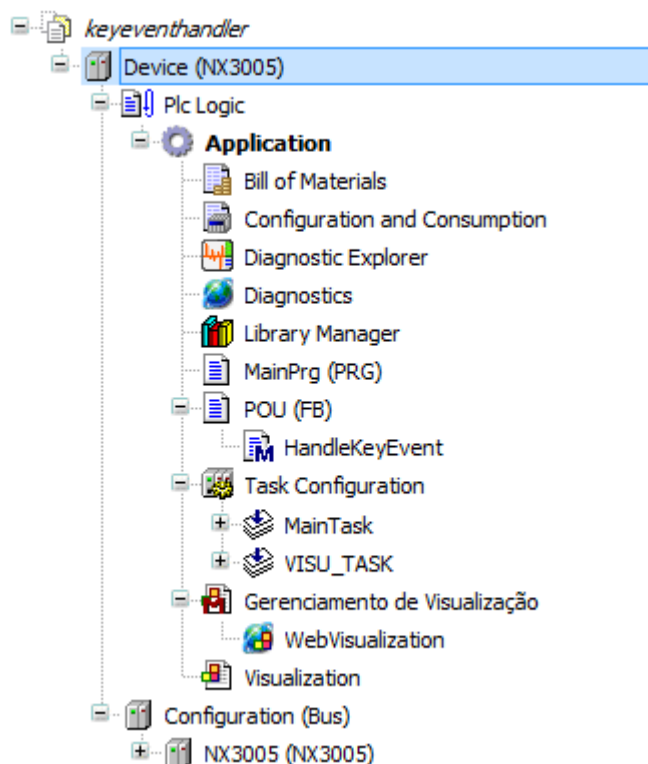 keyeventhandler
Device (NX3005)
Plc Logic
Application
Bill of Materials
Configuration and Consumption
Diagnostic Explorer
Diagnostics
Library Manager
MainPrg (PRG)
POU (FB)
HandleKeyEvent
Task Configuration
MainTask
VISU_TASK
Gerenciamento de Visualização
WebVisualization
Visualization
Configuration (Bus)
NX3005 (NX3005)